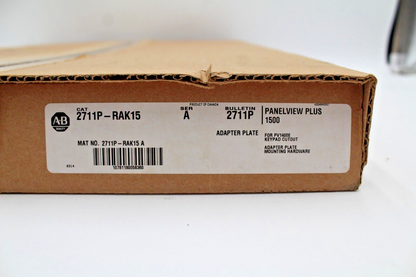 PRODUCT OF CANADA
CAT SER BULLETIN
2711P-RAK15 A 2711P PANELVIEW PLUS
1500
AB
ADAPTER PLATE
FOR PV1400E
KEYPAD CUTOUT
MAT NO. 2711P-RAK15 A
ADAPTER PLATE
MOUNTING HARDWARE